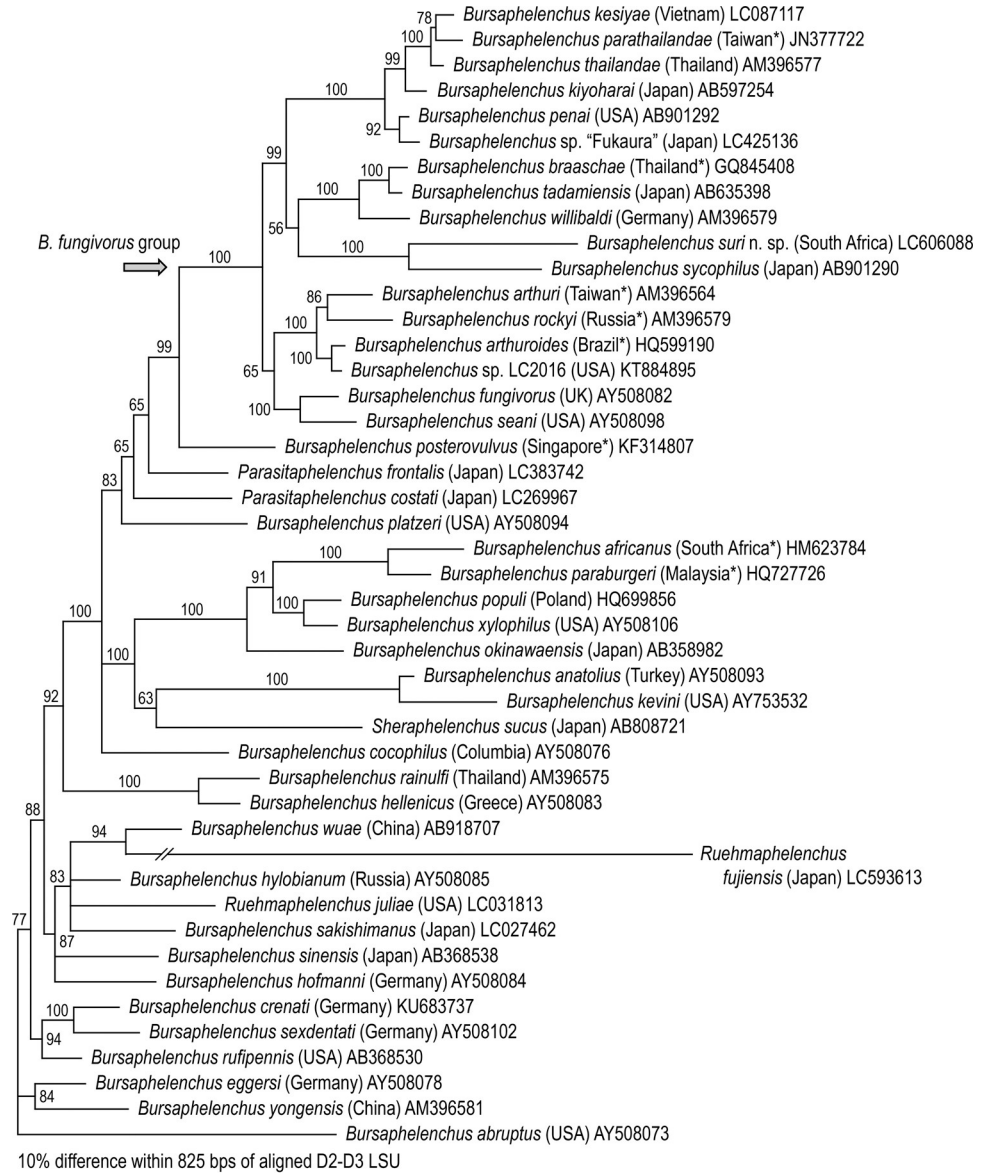 78
Bursaphelenchus kesiyae (Vietnam) LC087117
100
Bursaphelenchus parathailandae (Taiwan*) JN377722
99
Bursaphelenchus thailandae (Thailand) AM396577
100
Bursaphelenchus kiyoharai (Japan) AB597254
Bursaphelenchus penai (USA) AB901292
92
Bursaphelenchus sp. “Fukaura” (Japan) LC425136
99
100
Bursaphelenchus braaschae (Thailand*) GQ845408
100
Bursaphelenchus tadamiensis (Japan) AB635398
Bursaphelenchus willibaldi (Germany) AM396579
56
B. fungivorus group
100
Bursaphelenchus suri n. sp. (South Africa) LC606088
100
Bursaphelenchus sycophilus (Japan) AB901290
86
Bursaphelenchus arthuri (Taiwan*) AM396564
100
Bursaphelenchus rockyi (Russia*) AM396579
99
100
Bursaphelenchus arthuroides (Brazil*) HQ599190
65
Bursaphelenchus sp. LC2016 (USA) KT884895
Bursaphelenchus fungivorus (UK) AY508082
65
100
Bursaphelenchus seani (USA) AY508098
65
Bursaphelenchus posterovulvus (Singapore*) KF314807
83
Parasitaphelenchus frontalis (Japan) LC383742
Parasitaphelenchus costati (Japan) LC269967
Bursaphelenchus platzeri (USA) AY508094
100
Bursaphelenchus africanus (South Africa*) HM623784
91
Bursaphelenchus paraburgeri (Malaysia*) HQ727726
100
100
100
Bursaphelenchus populi (Poland) HQ699856
Bursaphelenchus xylophilus (USA) AY508106
100
Bursaphelenchus okinawaensis (Japan) AB358982
100
Bursaphelenchus anatolius (Turkey) AY508093
92
63
Bursaphelenchus kevini (USA) AY753532
Sheraphelenchus sucus (Japan) AB808721
Bursaphelenchus cocophilus (Columbia) AY508076
100
Bursaphelenchus rainulfi (Thailand) AM396575
88
Bursaphelenchus hellenicus (Greece) AY508083
94
Bursaphelenchus wuae (China) AB918707
Ruehmaphelenchus
fujiensis (Japan) LC593613
83
Bursaphelenchus hylobianum (Russia) AY508085
77
Ruehmaphelenchus juliae (USA) LC031813
87
Bursaphelenchus sakishimanus (Japan) LC027462
Bursaphelenchus sinensis (Japan) AB368538
Bursaphelenchus hofmanni (Germany) AY508084
100
Bursaphelenchus crenati (Germany) KU683737
94
Bursaphelenchus sexdentati (Germany) AY508102
Bursaphelenchus rufipennis (USA) AB368530
84
Bursaphelenchus eggersi (Germany) AY508078
Bursaphelenchus yongensis (China) AM396581
Bursaphelenchus abruptus (USA) AY508073
10% difference within 825 bps of aligned D2-D3 LSU